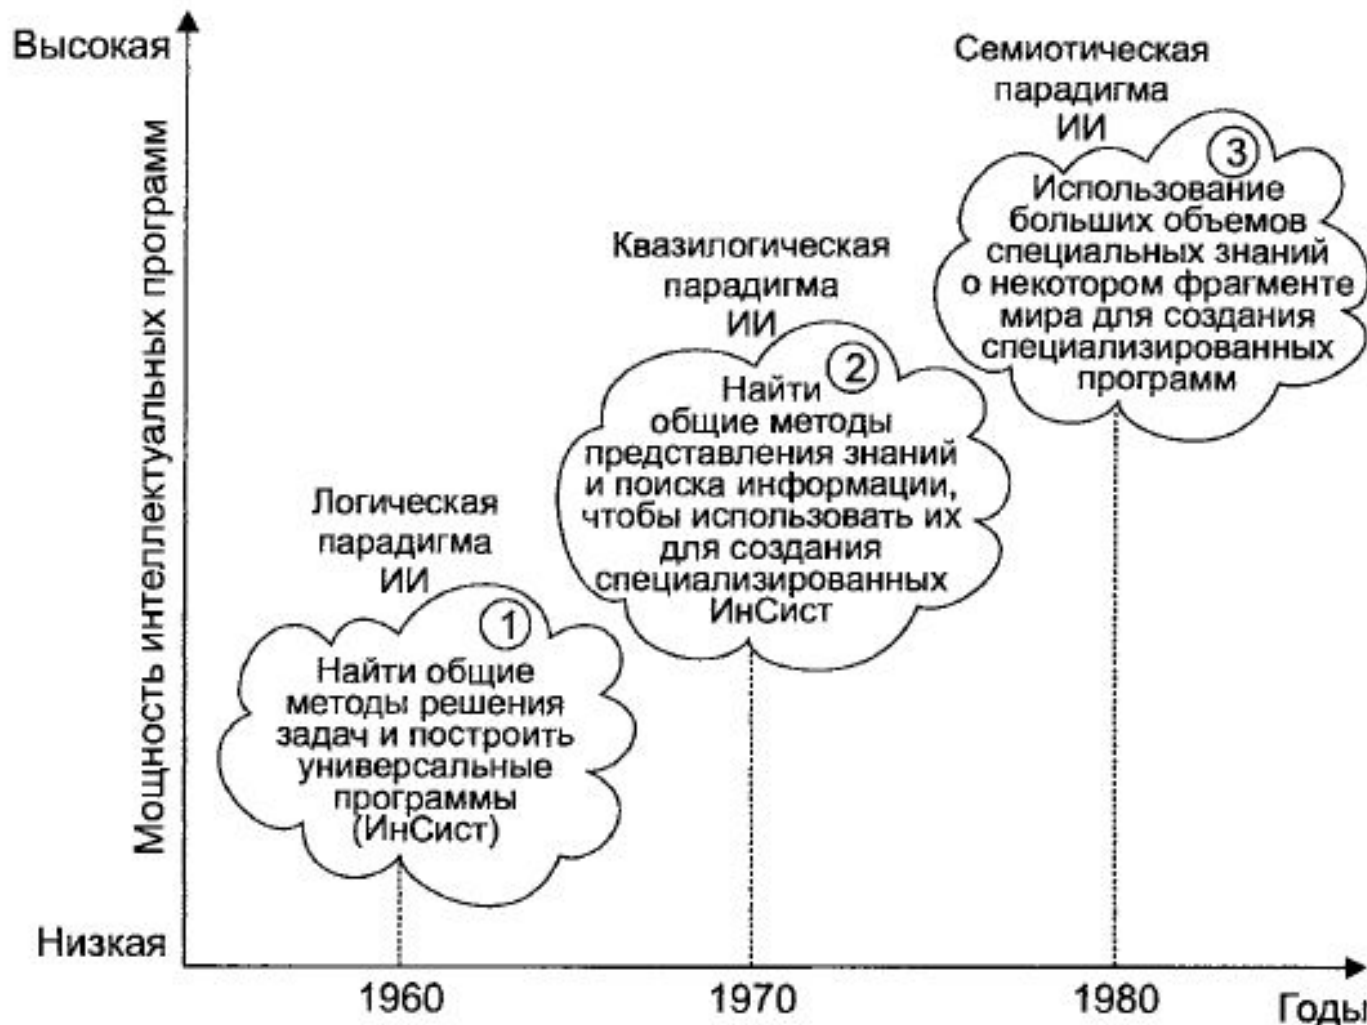 Высокая
Мощность интеллектуальных программ
Низкая
Логическая
парадигма
ИИ
1
Найти общие
методы решения
задач и построить
универсальные
программы
(ИнСист)
Квазилогическая
парадигма
ИИ
2
Найти
общие методы
представления знаний
и поиска информации,
чтобы использовать их
для создания
специализированных
ИнСист
Семиотическая
парадигма
ИИ
3
Использование
больших объемов
специальных знаний
о некотором фрагменте
мира для создания
специализированных
программ
1960
1970
1980
Годы